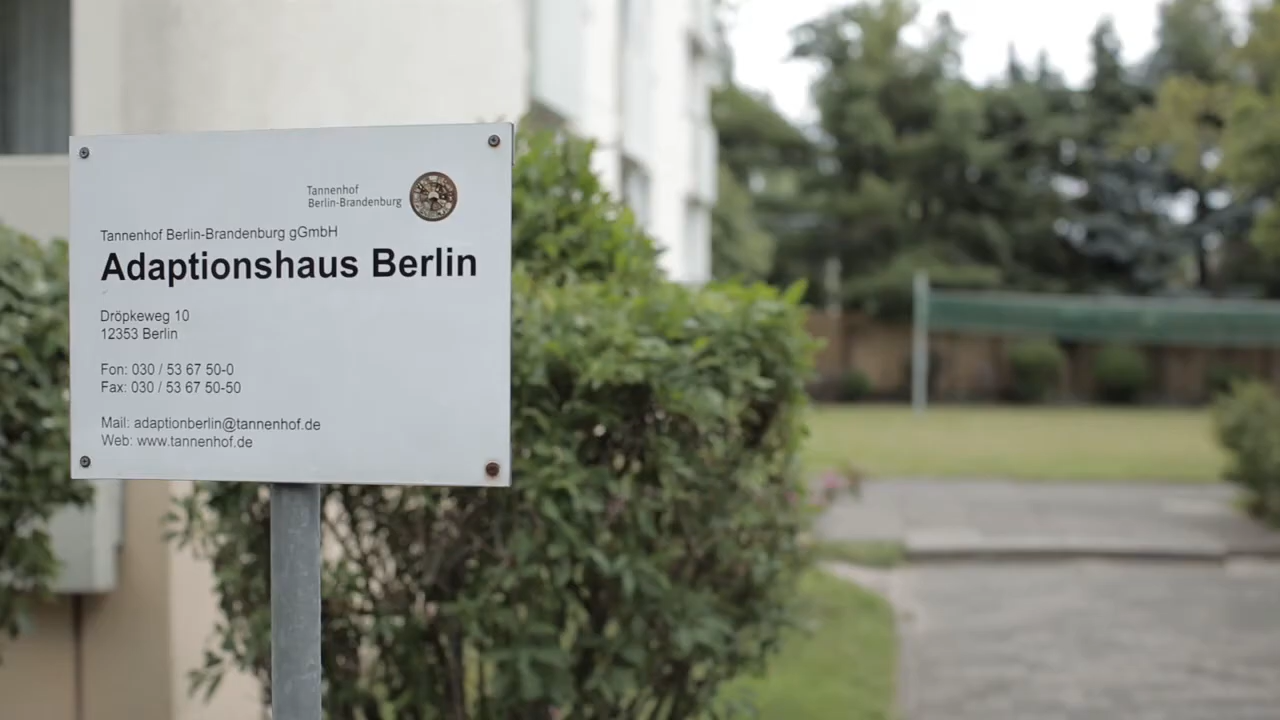 Tannenhof
Berlin-Brandenburg
Tannenhof Berlin-Brandenburg gGmbH
Adaptionshaus Berlin
Dröpkeweg 10
12353 Berlin
Fon: 030 / 53 67 50-0
Fax: 030 / 53 67 50-50
Mail: adaptionberlin@tannenhof.de
Web: www.tannenhof.de